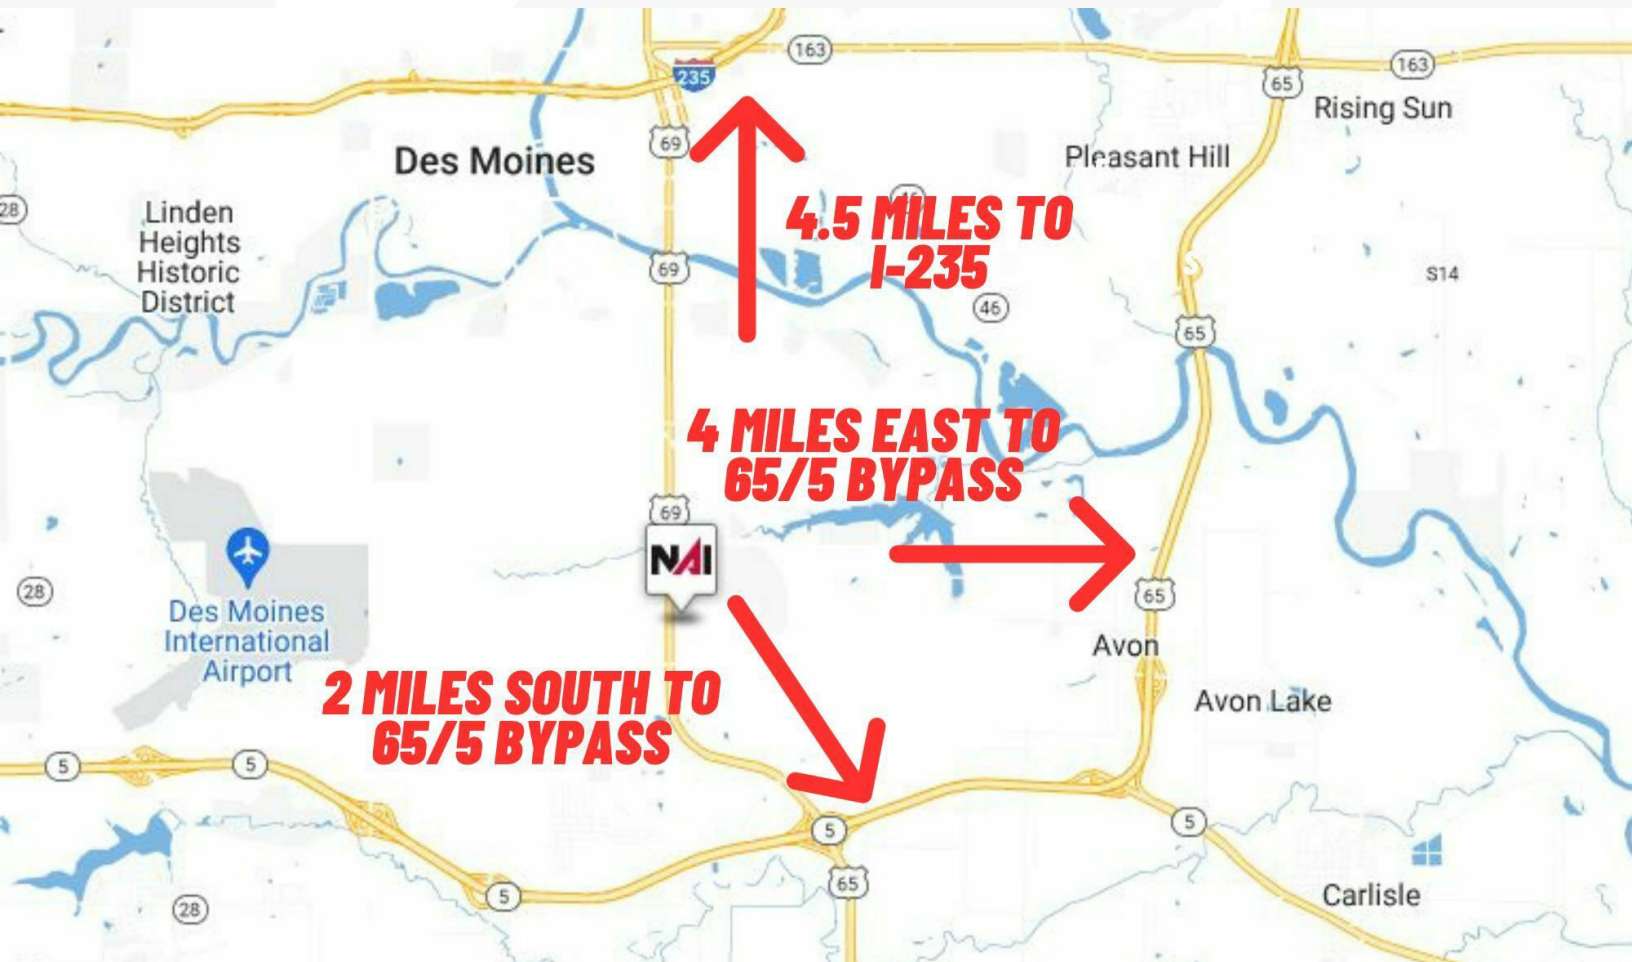 163
235
163
65
Rising Sun
69
Pleasant Hill
Des Moines
28
46
4.5 MILES TO
I-235
Linden
Heights
Historic
District
69
S14
46
65
4 MILES EAST TO
65/5 BYPASS
69
NAI
28
65
Des Moines
International
Airport
Avon
2 MILES SOUTH TO
65/5 BYPASS
Avon Lake
5
5
5
5
65
5
28
Carlisle